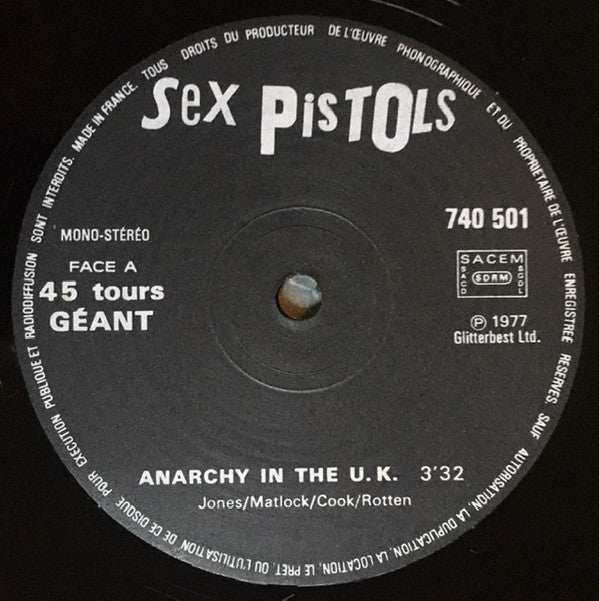 TOUS DROITS DU PRODUCTEUR DE L'ŒUVRE PHONOGRAPHIQUE ET DU PROPRIETAIRE DE L'ŒUVRE ENREGISTRÉE RESERVES. SAUF AUTORISATION, LA DUPLICATION, LA LOCATION, LE PRET, OU L'UTILISATION DE CE DISQUE POUR EXECUTION PUBLIQUE ET RADIODIFFUSION SONT INTERDITS. MADE IN FRANCE.
Sex PisTOLs
740 501
MONO-STÉRÉO
FACE A
45 tours
GÉANT
SACEM
SACD
SDRM
SGDL
Ⓟ 1977
Glitterbest Ltd.
ANARCHY IN THE U.K. 3'32
Jones/Matlock/Cook/Rotten